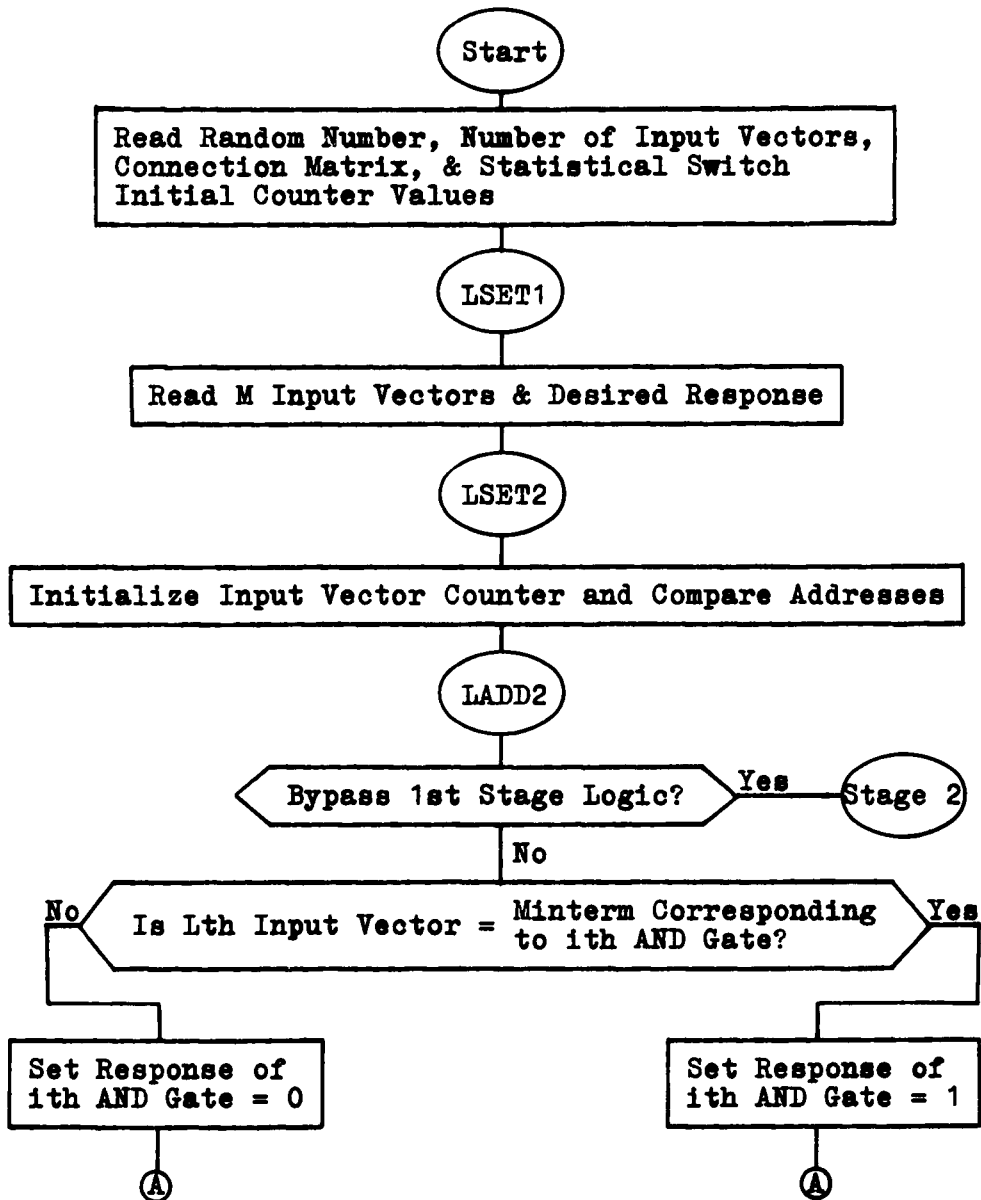 Start
Read Random Number, Number of Input Vectors,
Connection Matrix, & Statistical Switch
Initial Counter Values
LSET1
Read M Input Vectors & Desired Response
LSET2
Initialize Input Vector Counter and Compare Addresses
LADD2
Bypass 1st Stage Logic?
Yes
Stage 2
No
No
Is Lth Input Vector = Minterm Corresponding
to ith AND Gate?
Yes
Set Response of
ith AND Gate = 0
Set Response of
ith AND Gate = 1
A
A